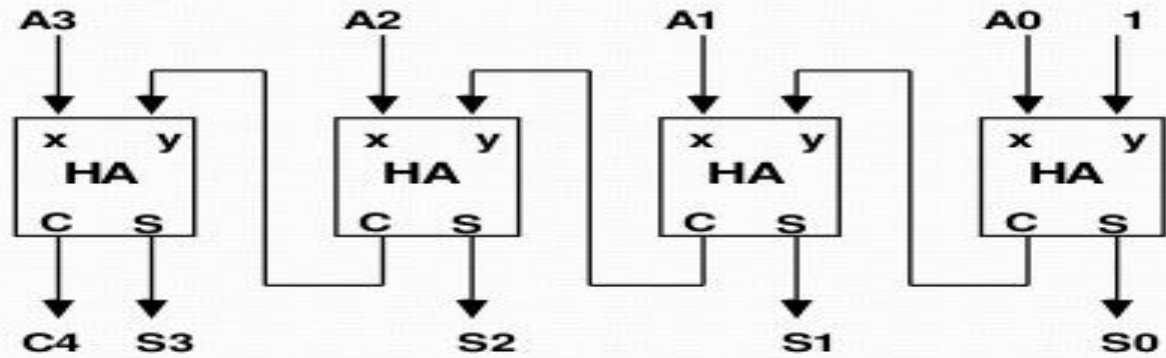 A3 A2 A1 A0 1
x y x y x y x y
HA HA HA HA
C S C S C S C S
C4 S3 S2 S1 S0